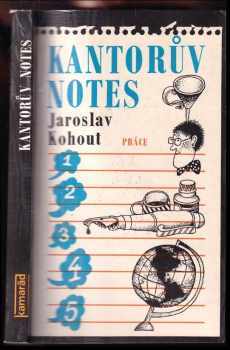 KANTORŮV NOTES
kamarád
KANTORŮV
NOTES
Jaroslav
Kohout
PRÁCE
1
2
3
4
5